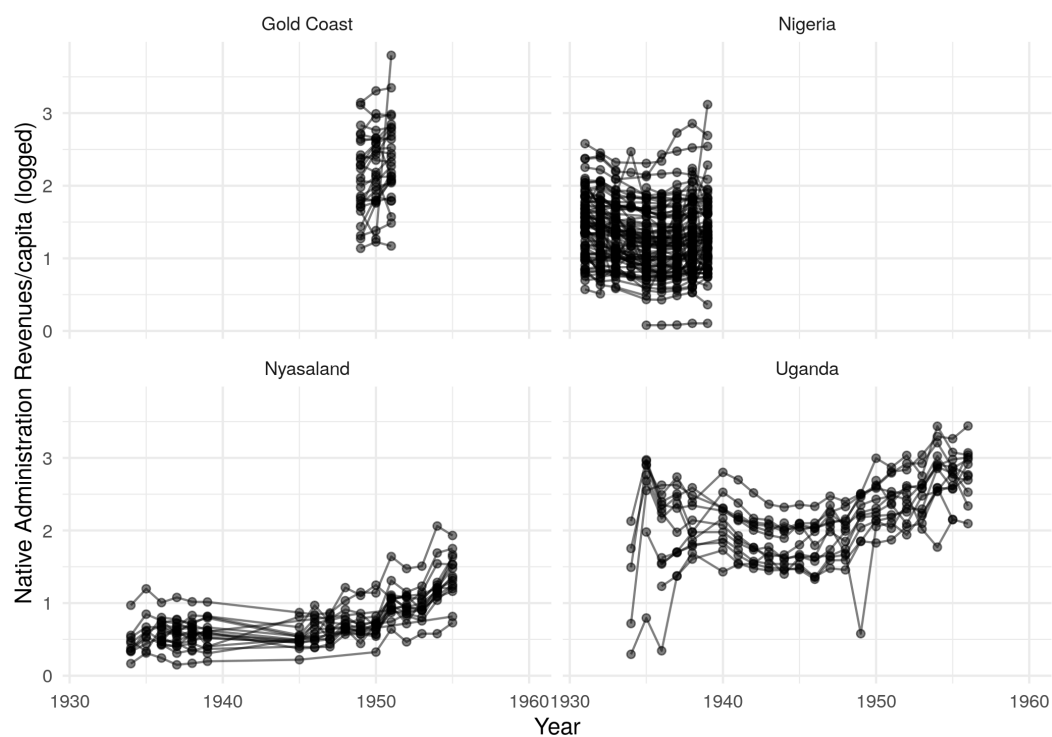 Gold Coast
Nigeria
3
2
1
0
Nyasaland
Uganda
3
2
1
0
1930
1940
1950
1960
1930
1940
1950
1960
Year
Native Administration Revenues/capita (logged)